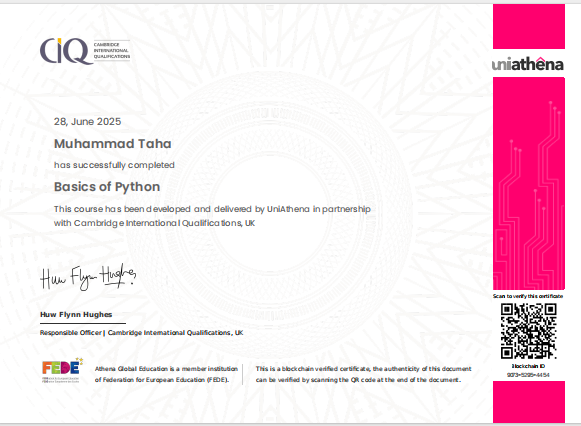 CIQ
CAMBRIDGE
INTERNATIONAL
QUALIFICATIONS
uniathêna
28, June 2025
Muhammad Taha
has successfully completed
Basics of Python
This course has been developed and delivered by UniAthena in partnership
with Cambridge International Qualifications, UK
Huw Flynn Hughes
Huw Flynn Hughes
Responsible Officer | Cambridge International Qualifications, UK
Scan to verify this certificate
Blockchain ID
FEDE
Athena Global Education is a member institution
of Federation for European Education (FEDE).
This is a blockchain verified certificate, the authenticity of this document
can be verified by scanning the QR code at the end of the document.